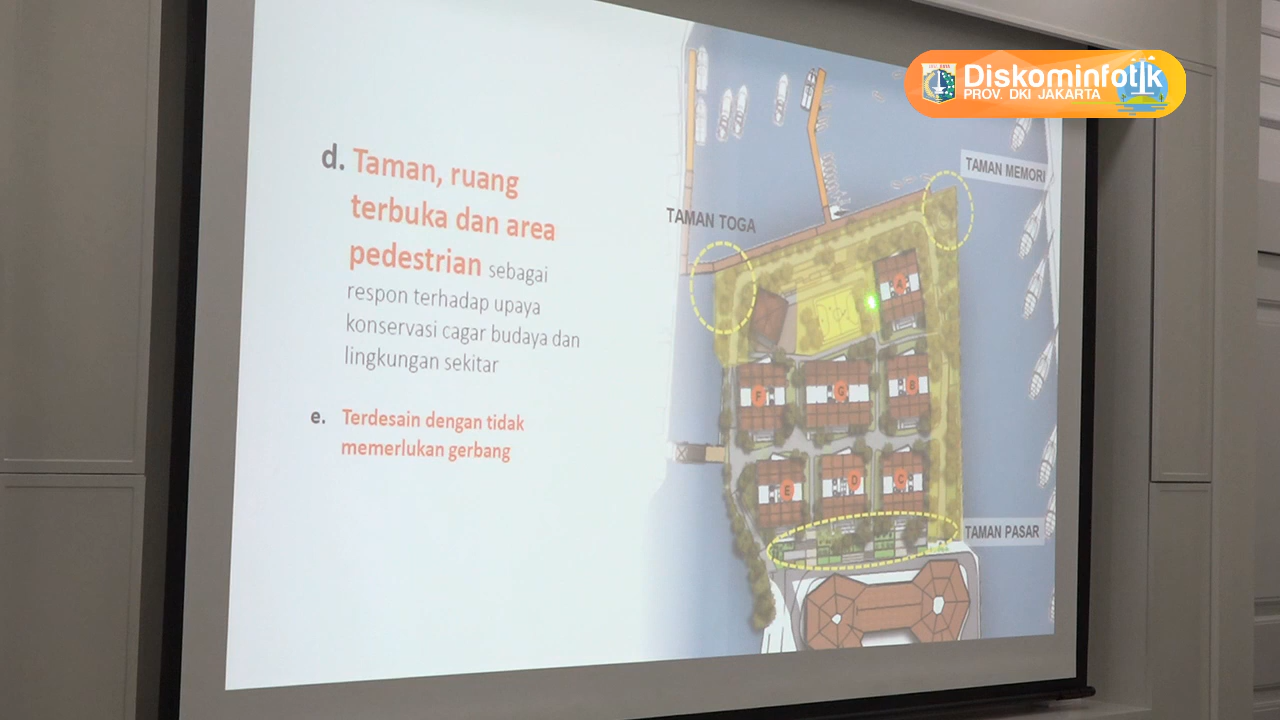 Diskominfotik
PROV. DKI JAKARTA
d. Taman, ruang
terbuka dan area
pedestrian sebagai
respon terhadap upaya
konservasi cagar budaya dan
lingkungan sekitar
e. Terdesain dengan tidak
memerlukan gerbang
TAMAN MEMORI
TAMAN TOGA
A
F
G
B
E
D
C
TAMAN PASAR